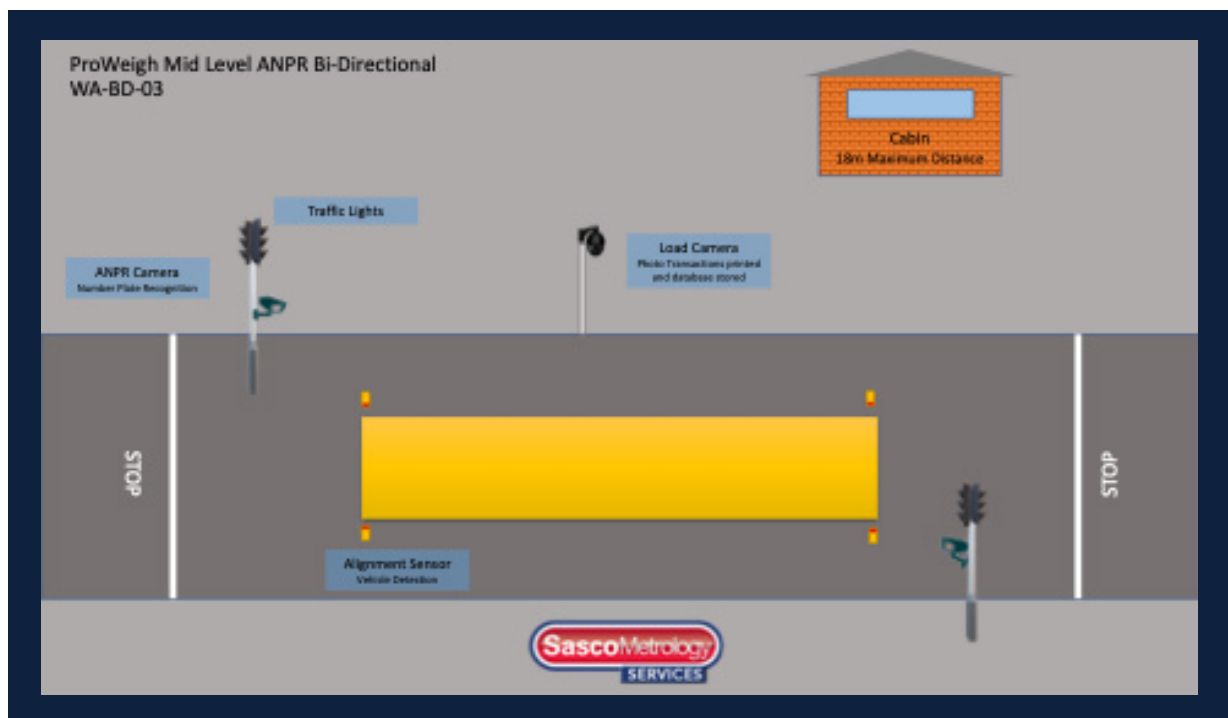 ProWeigh Mid Level ANPR Bi-Directional
WA-BD-03
Cabin
18m Maximum Distance
Traffic Lights
Load Camera
Photo Transactions printed
and database stored
ANPR Camera
Number Plate Recognition
STOP
STOP
Alignment Sensor
Vehicle Detection
SascoMetrology
SERVICES